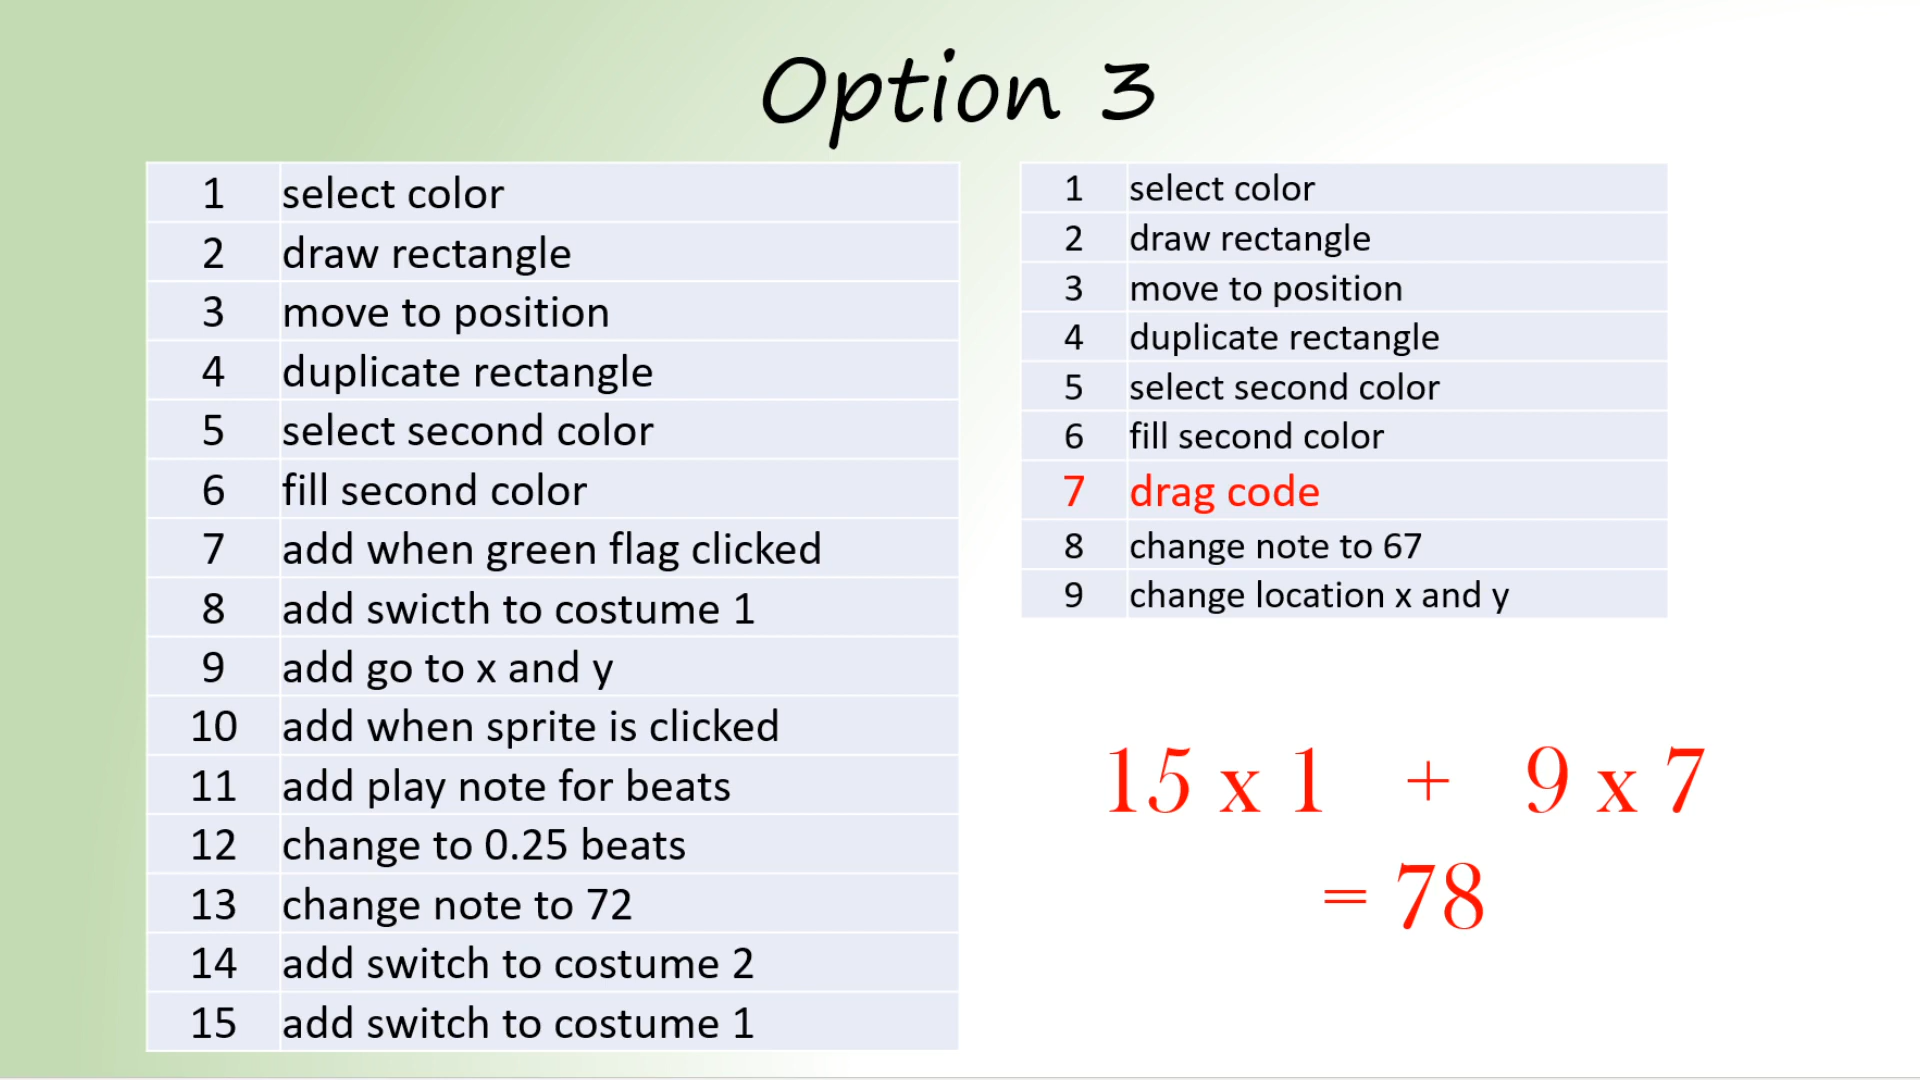 Option 3
1 select color
2 draw rectangle
3 move to position
4 duplicate rectangle
5 select second color
6 fill second color
7 add when green flag clicked
8 add swicth to costume 1
9 add go to x and y
10 add when sprite is clicked
11 add play note for beats
12 change to 0.25 beats
13 change note to 72
14 add switch to costume 2
15 add switch to costume 1
1 select color
2 draw rectangle
3 move to position
4 duplicate rectangle
5 select second color
6 fill second color
7 drag code
8 change note to 67
9 change location x and y
15 x 1 + 9 x 7
= 78